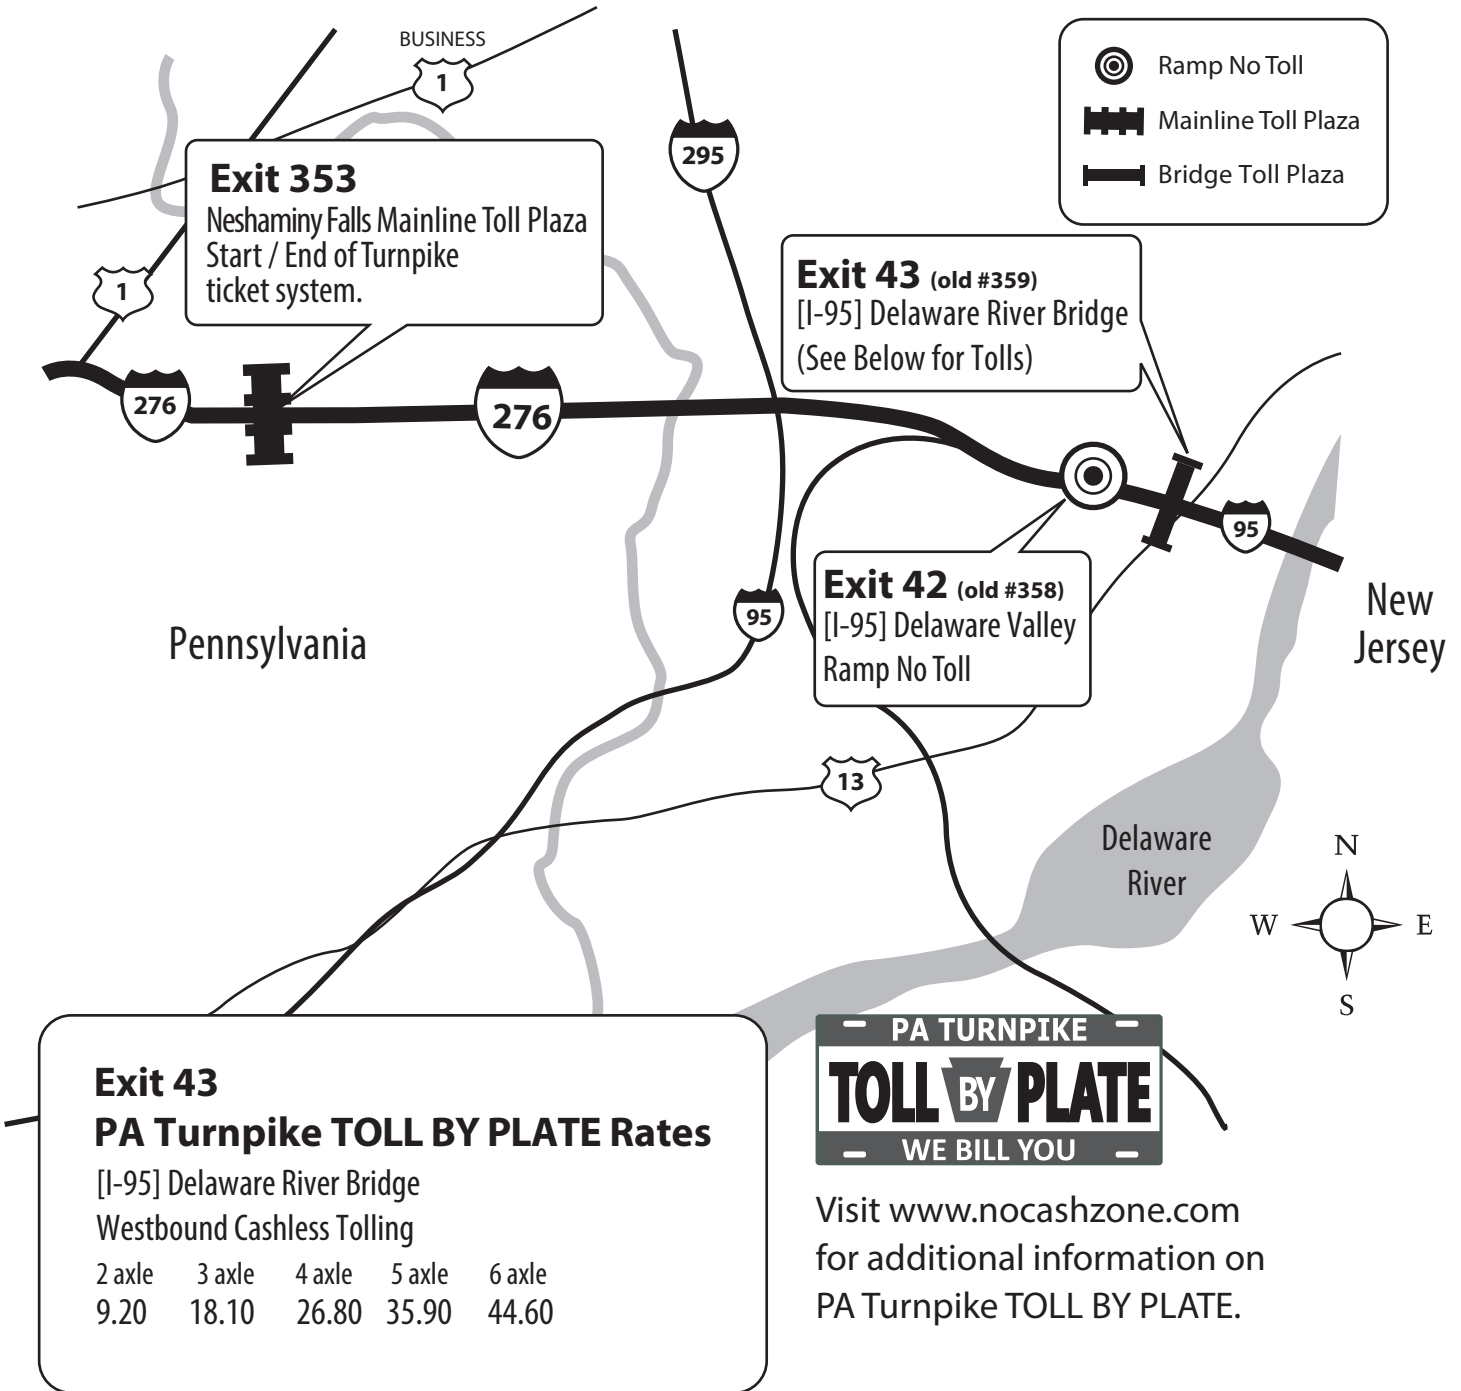 BUSINESS
1
295
Ramp No Toll
Mainline Toll Plaza
Bridge Toll Plaza
Exit 353
Neshaminy Falls Mainline Toll Plaza
Start / End of Turnpike
ticket system.
1
Exit 43 (old #359)
[I-95] Delaware River Bridge
(See Below for Tolls)
276
276
95
Exit 42 (old #358)
[I-95] Delaware Valley
Ramp No Toll
95
New
Jersey
Pennsylvania
13
Delaware
River
N
W
E
S
Exit 43
PA Turnpike TOLL BY PLATE Rates
[I-95] Delaware River Bridge
Westbound Cashless Tolling
2 axle 3 axle 4 axle 5 axle 6 axle
9.20 18.10 26.80 35.90 44.60
PA TURNPIKE
TOLL BY PLATE
WE BILL YOU
Visit www.nocashzone.com
for additional information on
PA Turnpike TOLL BY PLATE.